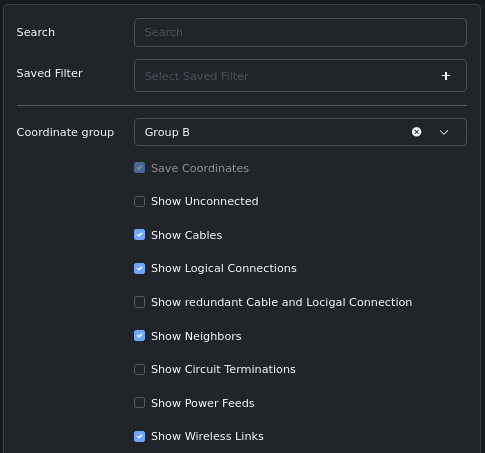 Search
Search
Saved Filter
Select Saved Filter
Coordinate group
Group B
Save Coordinates
Show Unconnected
Show Cables
Show Logical Connections
Show redundant Cable and Locigal Connection
Show Neighbors
Show Circuit Terminations
Show Power Feeds
Show Wireless Links